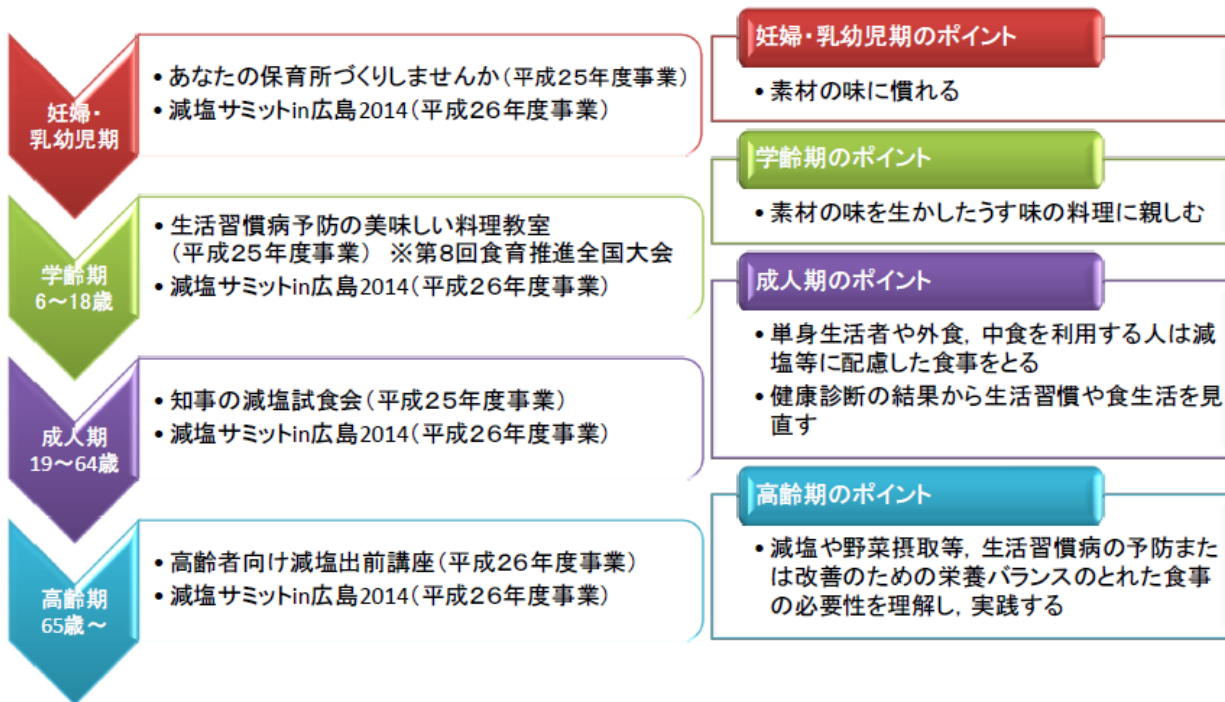 妊婦・
乳幼児期
• あなたの保育所づくりしませんか(平成25年度事業)
• 減塩サミットin広島2014(平成26年度事業)
学齢期
6～18歳
• 生活習慣病予防の美味しい料理教室
(平成25年度事業) ※第8回食育推進全国大会
• 減塩サミットin広島2014(平成26年度事業)
成人期
19～64歳
• 知事の減塩試食会(平成25年度事業)
• 減塩サミットin広島2014(平成26年度事業)
高齢期
65歳～
• 高齢者向け減塩出前講座(平成26年度事業)
• 減塩サミットin広島2014(平成26年度事業)
妊婦・乳幼児期のポイント
• 素材の味に慣れる
学齢期のポイント
• 素材の味を生かしたうす味の料理に親しむ
成人期のポイント
• 単身生活者や外食，中食を利用する人は減
塩等に配慮した食事をとる
• 健康診断の結果から生活習慣や食生活を見
直す
高齢期のポイント
• 減塩や野菜摂取等，生活習慣病の予防また
は改善のための栄養バランスのとれた食事
の必要性を理解し，実践する